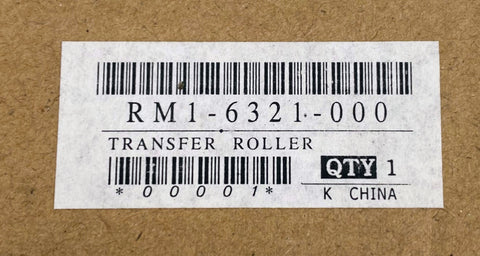 RM1-6321-000
TRANSFER ROLLER
QTY 1
*00001*
K CHINA